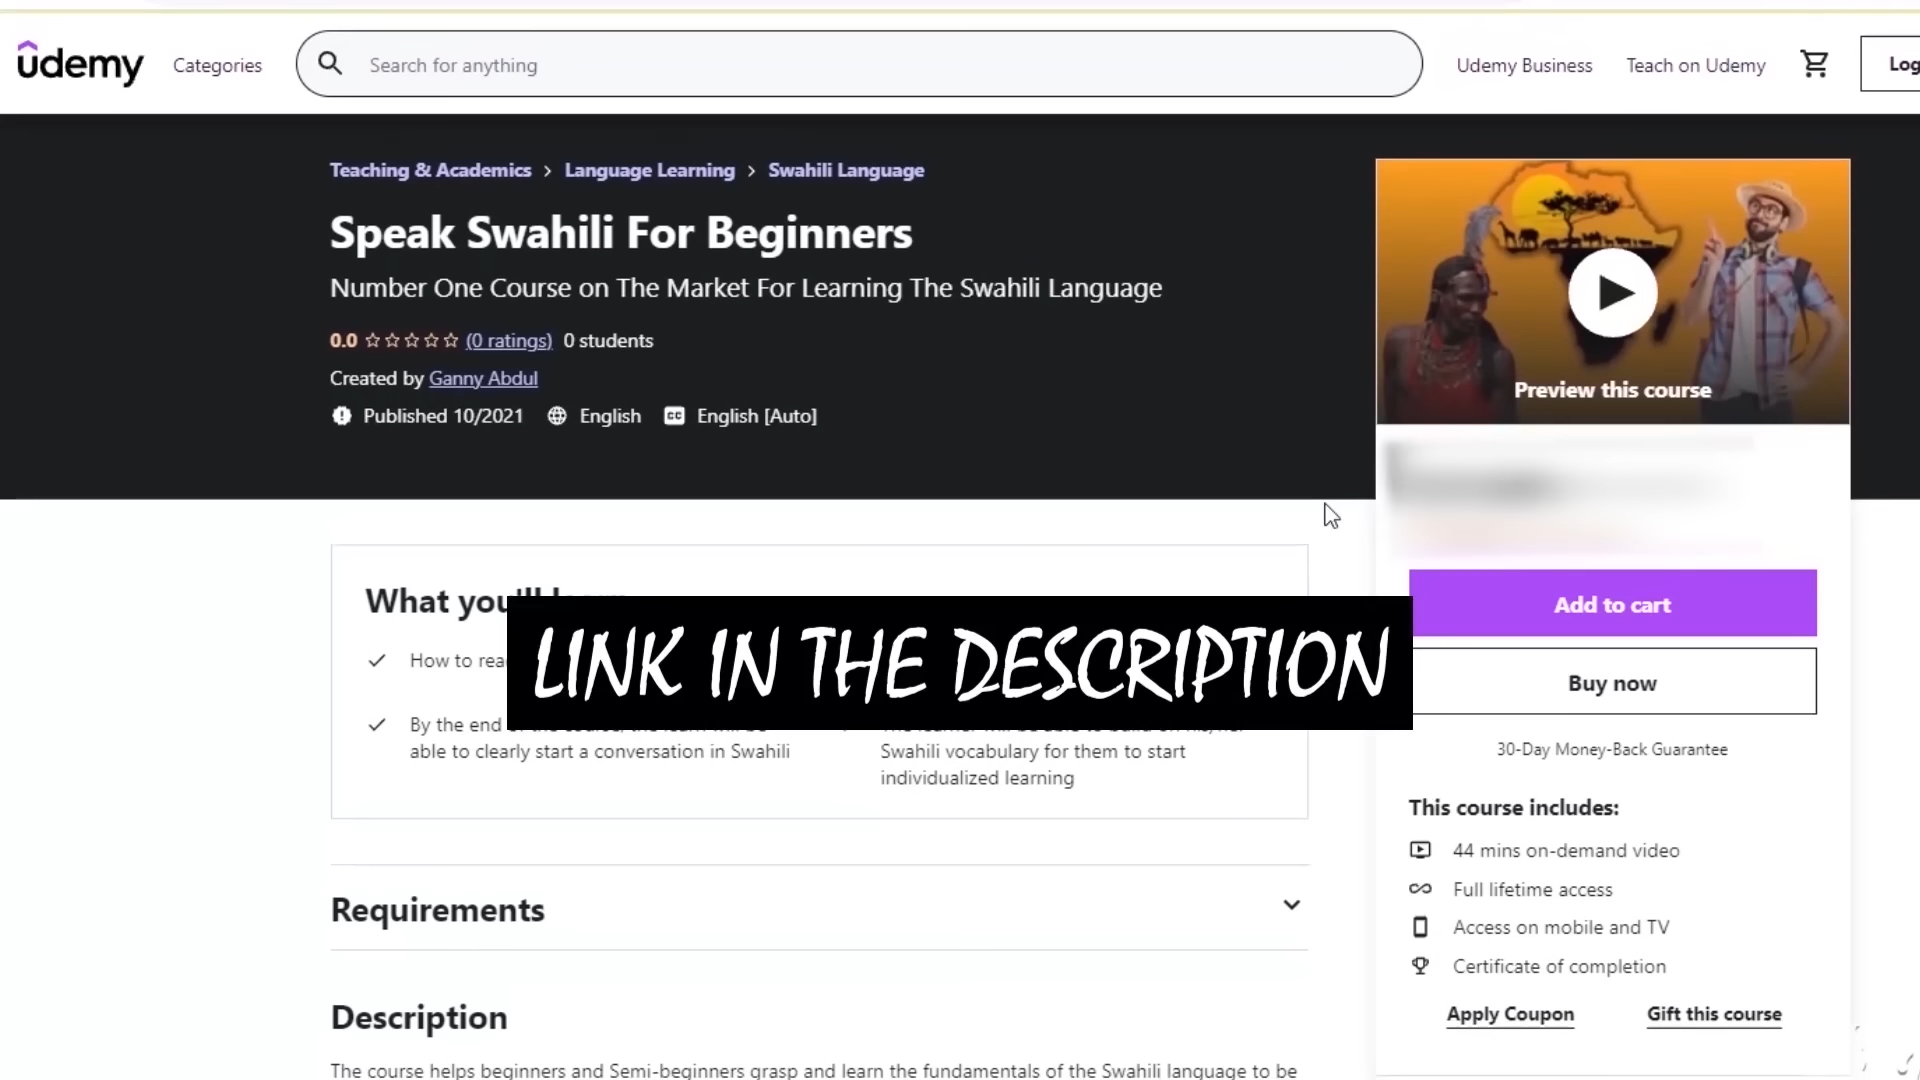 udemy
Categories
Search for anything
Udemy Business
Teach on Udemy
Log
Teaching & Academics > Language Learning > Swahili Language
Speak Swahili For Beginners
Number One Course on The Market For Learning The Swahili Language
0.0 (0 ratings) 0 students
Created by Ganny Abdul
Published 10/2021 English CC English [Auto]
Preview this course
What you'll
How to rea
By the end
able to clearly start a conversation in Swahili
Swahili vocabulary for them to start
individualized learning
LINK IN THE DESCRIPTION
Add to cart
Buy now
30-Day Money-Back Guarantee
This course includes:
44 mins on-demand video
Full lifetime access
Access on mobile and TV
Certificate of completion
Apply Coupon
Gift this course
Requirements
Description
The course helps beginners and Semi-beginners grasp and learn the fundamentals of the Swahili language to be